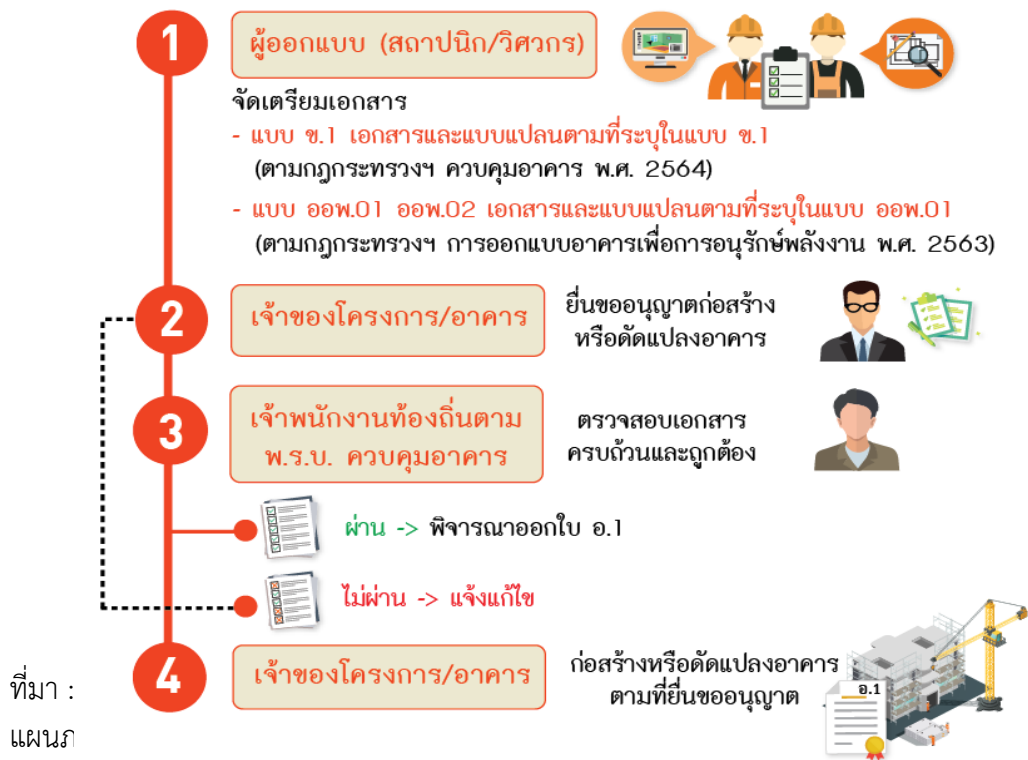 1
ผู้ออกแบบ (สถาปนิก/วิศวกร)
จัดเตรียมเอกสาร
- แบบ ข.1 เอกสารและแบบแปลนตามที่ระบุในแบบ ข.1
(ตามกฎกระทรวงฯ ควบคุมอาคาร พ.ศ. 2564)
- แบบ ออพ.01 ออพ.02 เอกสารและแบบแปลนตามที่ระบุในแบบ ออพ.01
(ตามกฎกระทรวงฯ การออกแบบอาคารเพื่อการอนุรักษ์พลังงาน พ.ศ. 2563)
2
เจ้าของโครงการ/อาคาร
ยื่นขออนุญาตก่อสร้าง
หรือดัดแปลงอาคาร
3
เจ้าพนักงานท้องถิ่นตาม
พ.ร.บ. ควบคุมอาคาร
ตรวจสอบเอกสาร
ครบถ้วนและถูกต้อง
ผ่าน -> พิจารณาออกใบ อ.1
ไม่ผ่าน -> แจ้งแก้ไข
4
เจ้าของโครงการ/อาคาร
ก่อสร้างหรือดัดแปลงอาคาร
ตามที่ยื่นขออนุญาต
อ.1
ที่มา :